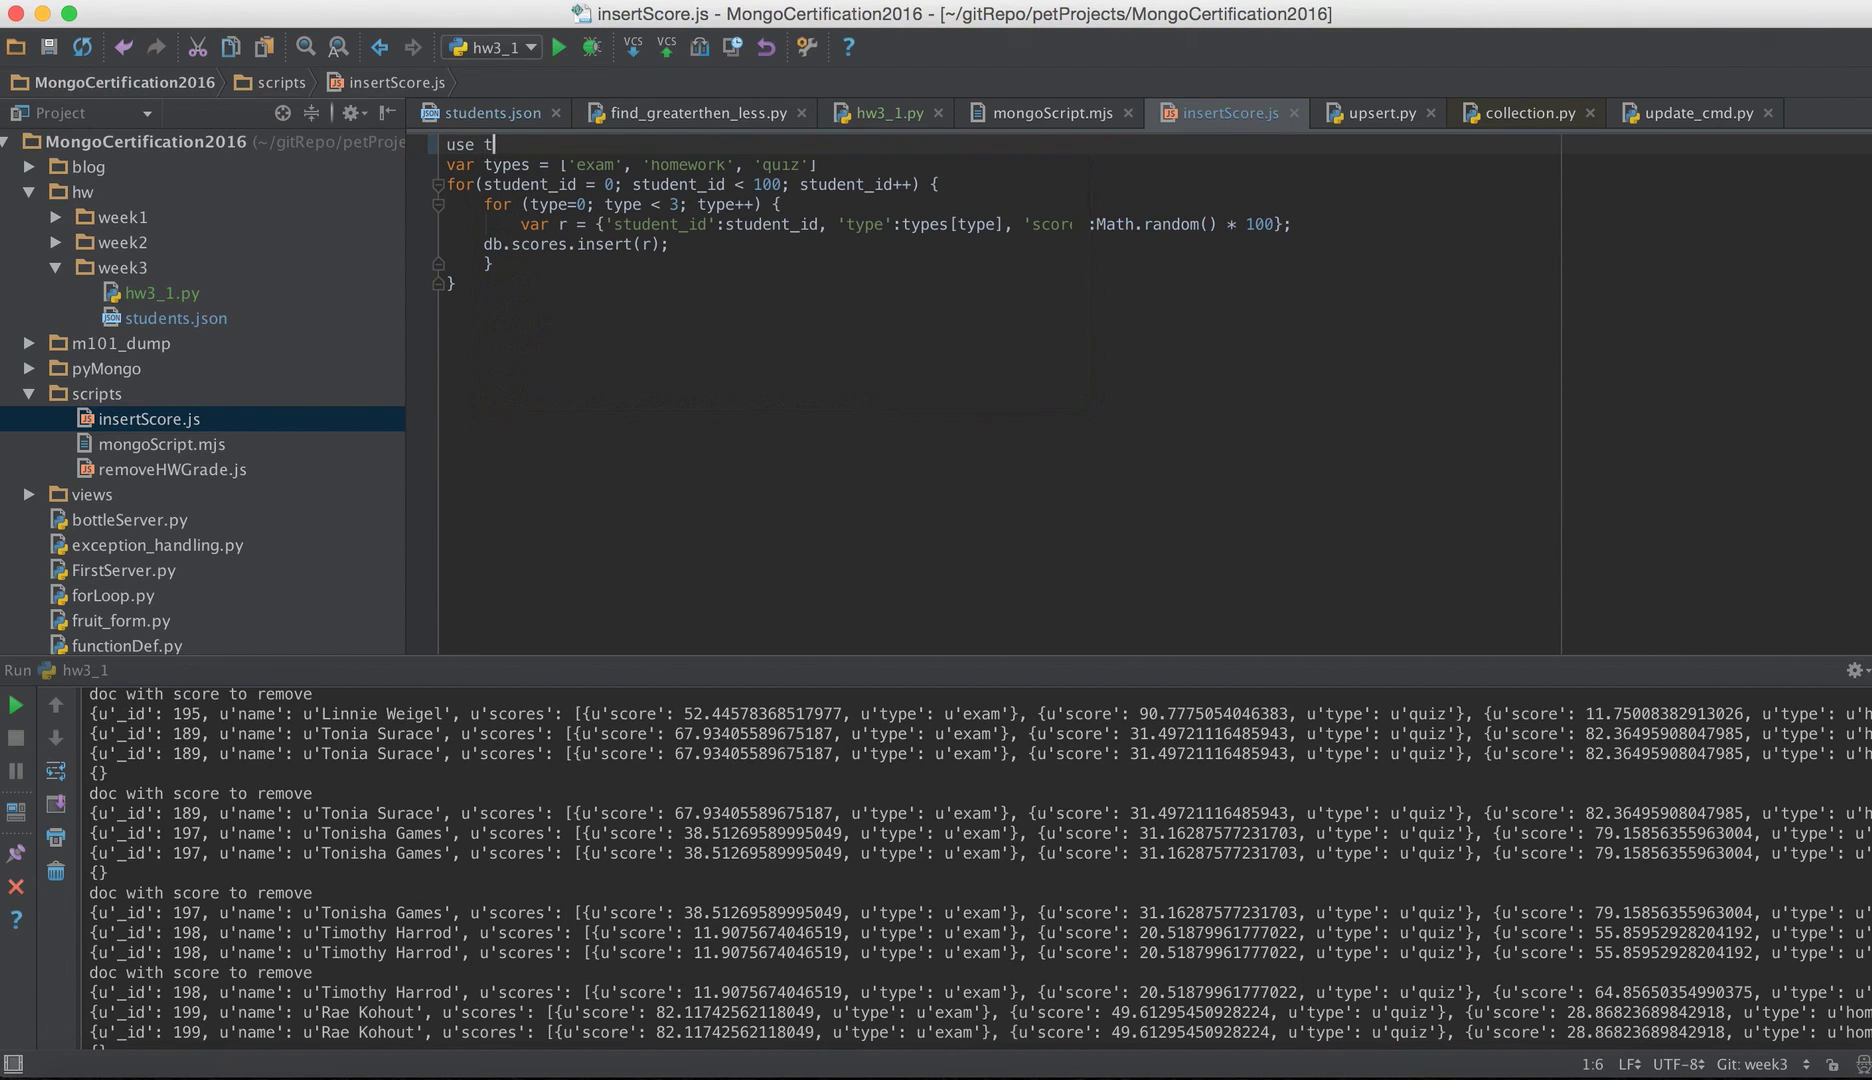 insertScore.js - MongoCertification2016 - [~/gitRepo/petProjects/MongoCertification2016]
hw3_1
VCS VCS
?
MongoCertification2016 scripts insertScore.js
Project
students.json find_greaterthen_less.py hw3_1.py mongoScript.mjs insertScore.js upsert.py collection.py update_cmd.py
MongoCertification2016 (~/gitRepo/petProje
blog
hw
week1
week2
week3
hw3_1.py
students.json
m101_dump
pyMongo
scripts
insertScore.js
mongoScript.mjs
removeHWGrade.js
views
bottleServer.py
exception_handling.py
FirstServer.py
forLoop.py
fruit_form.py
functionDef.py
use t
var types = ['exam', 'homework', 'quiz']
for(student_id = 0; student_id < 100; student_id++) {
for (type=0; type < 3; type++) {
var r = {'student_id':student_id, 'type':types[type], 'score :Math.random() * 100};
db.scores.insert(r);
}
}
Run hw3_1
doc with score to remove
{u'_id': 195, u'name': u'Linnie Weigel', u'scores': [{u'score': 52.44578368517977, u'type': u'exam'}, {u'score': 90.7775054046383, u'type': u'quiz'}, {u'score': 11.75008382913026, u'type': u'h
{u'_id': 189, u'name': u'Tonia Surace', u'scores': [{u'score': 67.93405589675187, u'type': u'exam'}, {u'score': 31.49721116485943, u'type': u'quiz'}, {u'score': 82.36495908047985, u'type': u'ho
{u'_id': 189, u'name': u'Tonia Surace', u'scores': [{u'score': 67.93405589675187, u'type': u'exam'}, {u'score': 31.49721116485943, u'type': u'quiz'}, {u'score': 82.36495908047985, u'type': u'ho
{}
doc with score to remove
{u'_id': 189, u'name': u'Tonia Surace', u'scores': [{u'score': 67.93405589675187, u'type': u'exam'}, {u'score': 31.49721116485943, u'type': u'quiz'}, {u'score': 82.36495908047985, u'type': u'ho
{u'_id': 197, u'name': u'Tonisha Games', u'scores': [{u'score': 38.51269589995049, u'type': u'exam'}, {u'score': 31.16287577231703, u'type': u'quiz'}, {u'score': 79.15856355963004, u'type': u'h
{u'_id': 197, u'name': u'Tonisha Games', u'scores': [{u'score': 38.51269589995049, u'type': u'exam'}, {u'score': 31.16287577231703, u'type': u'quiz'}, {u'score': 79.15856355963004, u'type': u'h
{}
doc with score to remove
{u'_id': 197, u'name': u'Tonisha Games', u'scores': [{u'score': 38.51269589995049, u'type': u'exam'}, {u'score': 31.16287577231703, u'type': u'quiz'}, {u'score': 79.15856355963004, u'type': u'h
{u'_id': 198, u'name': u'Timothy Harrod', u'scores': [{u'score': 11.9075674046519, u'type': u'exam'}, {u'score': 20.51879961777022, u'type': u'quiz'}, {u'score': 55.85952928204192, u'type': u'h
{u'_id': 198, u'name': u'Timothy Harrod', u'scores': [{u'score': 11.9075674046519, u'type': u'exam'}, {u'score': 20.51879961777022, u'type': u'quiz'}, {u'score': 55.85952928204192, u'type': u'h
doc with score to remove
{u'_id': 198, u'name': u'Timothy Harrod', u'scores': [{u'score': 11.9075674046519, u'type': u'exam'}, {u'score': 20.51879961777022, u'type': u'quiz'}, {u'score': 64.85650354990375, u'type': u'h
{u'_id': 199, u'name': u'Rae Kohout', u'scores': [{u'score': 82.11742562118049, u'type': u'exam'}, {u'score': 49.61295450928224, u'type': u'quiz'}, {u'score': 28.86823689842918, u'type': u'hom
{u'_id': 199, u'name': u'Rae Kohout', u'scores': [{u'score': 82.11742562118049, u'type': u'exam'}, {u'score': 49.61295450928224, u'type': u'quiz'}, {u'score': 28.86823689842918, u'type': u'hom
1:6 LF UTF-8 Git: week3